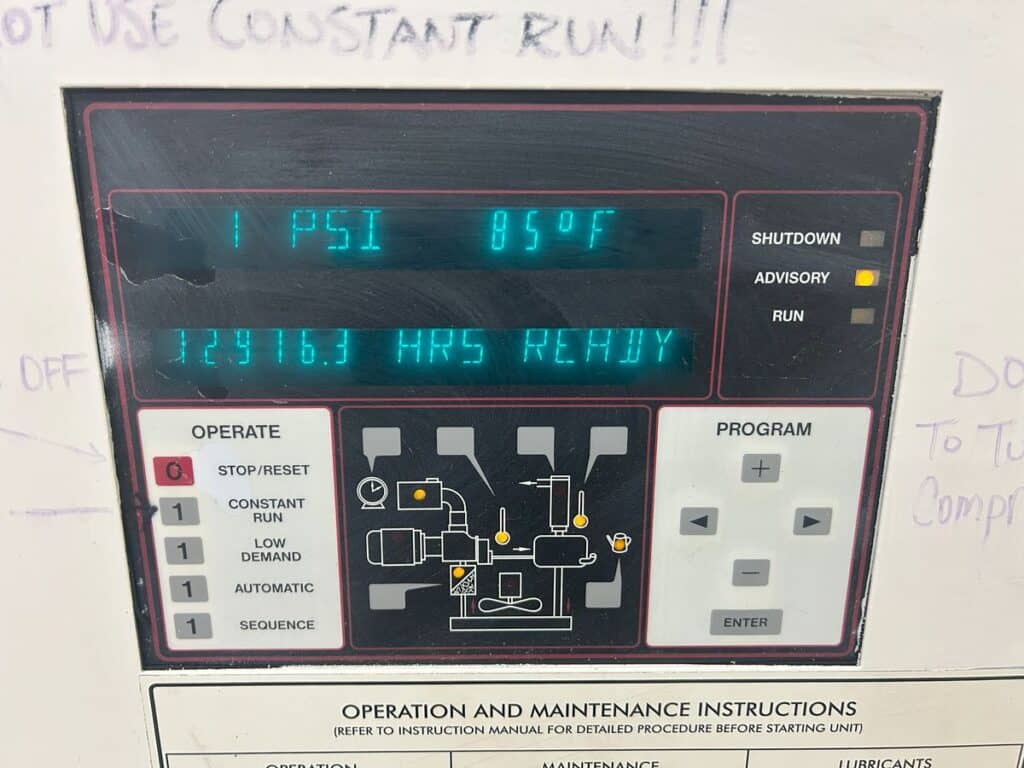 OT USE CONSTANT RUN!!!
1 PSI 85°F
12916.3 HRS READY
SHUTDOWN
ADVISORY
RUN
OFF
DO
To Tu
Compr
OPERATE
O STOP/RESET
1 CONSTANT
RUN
1 LOW
DEMAND
1 AUTOMATIC
1 SEQUENCE
PROGRAM
+
−
ENTER
OPERATION AND MAINTENANCE INSTRUCTIONS
(REFER TO INSTRUCTION MANUAL FOR DETAILED PROCEDURE BEFORE STARTING UNIT)
OPERATION MAINTENANCE LUBRICANTS